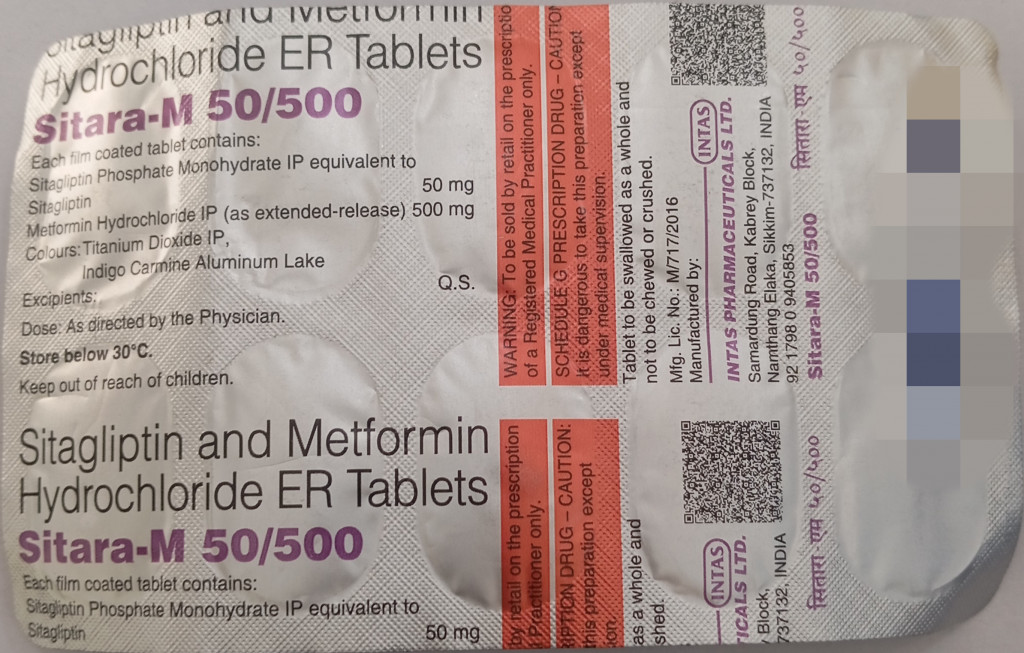 Sitagliptin and Metformin
Hydrochloride ER Tablets
Sitara-M 50/500
Each film coated tablet contains:
Sitagliptin Phosphate Monohydrate IP equivalent to
Sitagliptin 50 mg
Metformin Hydrochloride IP (as extended-release) 500 mg
Colours: Titanium Dioxide IP,
Indigo Carmine Aluminum Lake
Excipients: Q.S.
Dose: As directed by the Physician.
Store below 30°C.
Keep out of reach of children.
Sitagliptin and Metformin
Hydrochloride ER Tablets
Sitara-M 50/500
Each film coated tablet contains:
Sitagliptin Phosphate Monohydrate IP equivalent to
Sitagliptin 50 mg
WARNING: To be sold by retail on the prescriptio
of a Registered Medical Practitioner only.
SCHEDULE G PRESCRIPTION DRUG – CAUTION
It is dangerous to take this preparation except
under medical supervision.
Tablet to be swallowed as a whole and
not to be chewed or crushed.
Mfg. Lic. No.: M/717/2016
Manufactured by:
INTAS
INTAS PHARMACEUTICALS LTD.
Samardung Road, Kabrey Block,
Namthang Elaka, Sikkim-737132, INDIA
92 1798 0 9405853
Sitara-M 50/500
सितारा एम ५०/५००
by retail on the prescription
Practitioner only.
IPTION DRUG – CAUTION:
this preparation except
ion.
as a whole and
shed.
INTAS
ICALS LTD.
Block,
737132, INDIA
सितारा एम ५०/५००